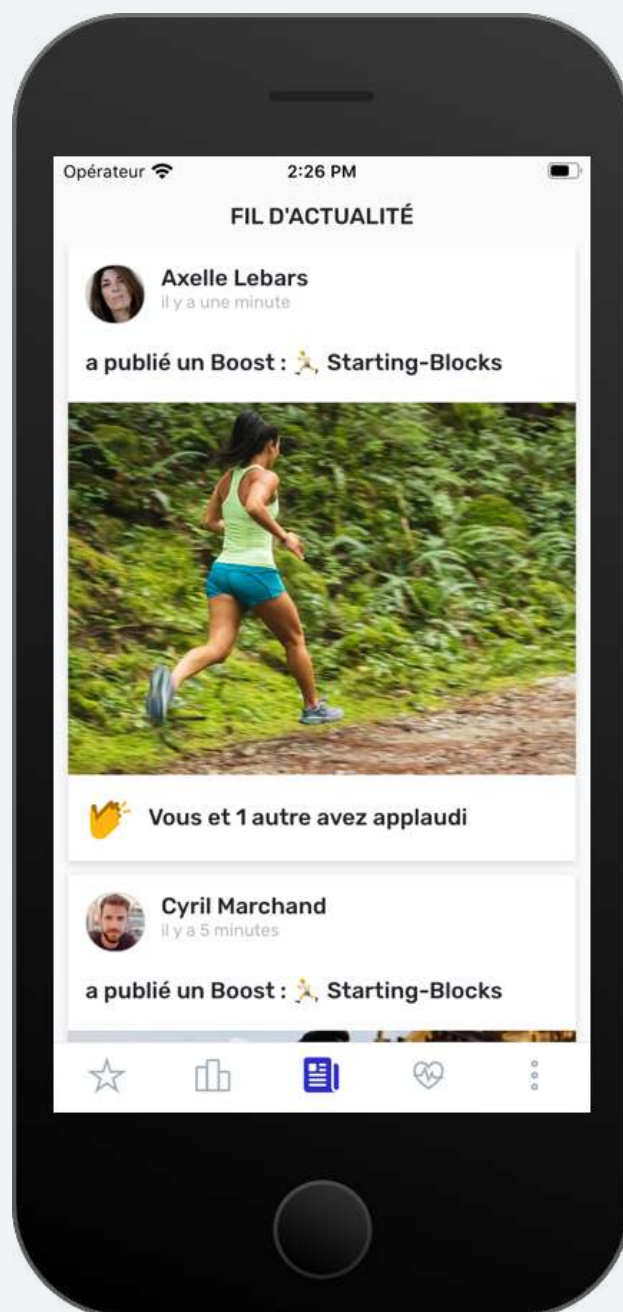 Opérateur 2:26 PM
FIL D'ACTUALITÉ
Axelle Lebars
il y a une minute
a publié un Boost : 🏃 Starting-Blocks
Vous et 1 autre avez applaudi
Cyril Marchand
il y a 5 minutes
a publié un Boost : 🏃 Starting-Blocks